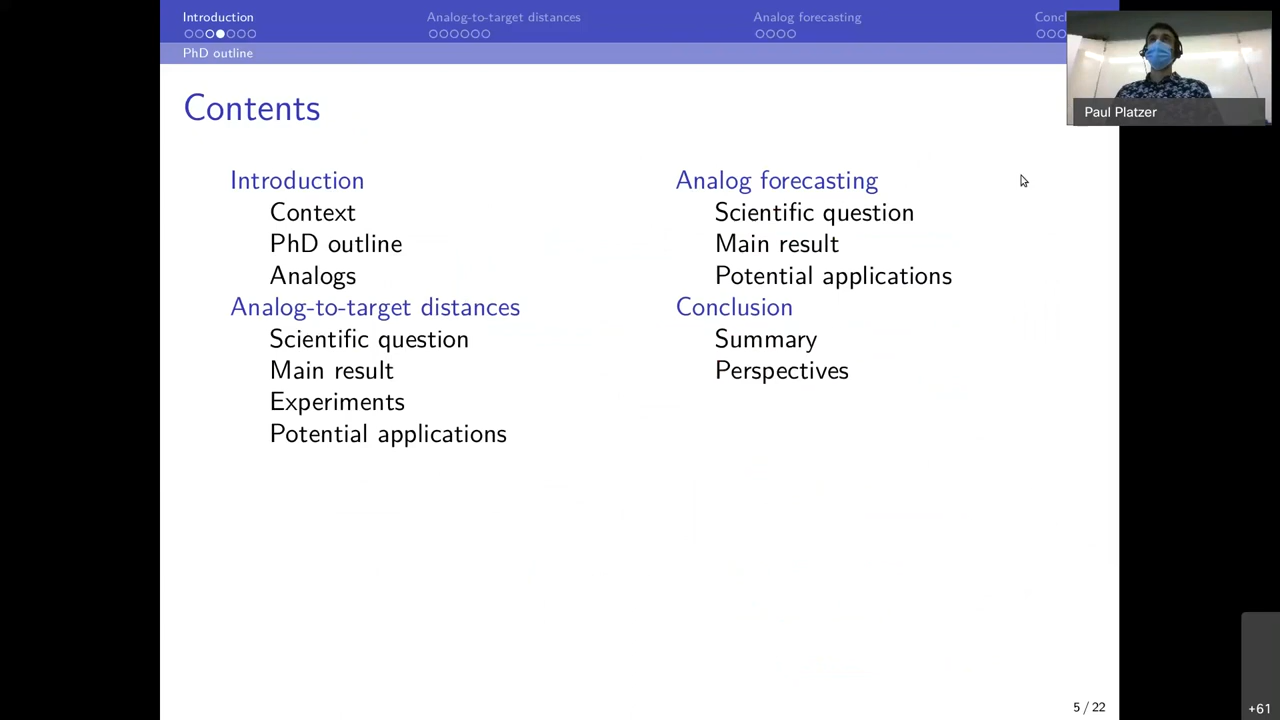 Introduction
Analog-to-target distances
Analog forecasting
PhD outline
Paul Platzer
Contents
Introduction
Context
PhD outline
Analogs
Analog-to-target distances
Scientific question
Main result
Experiments
Potential applications
Analog forecasting
Scientific question
Main result
Potential applications
Conclusion
Summary
Perspectives
5 / 22
+61